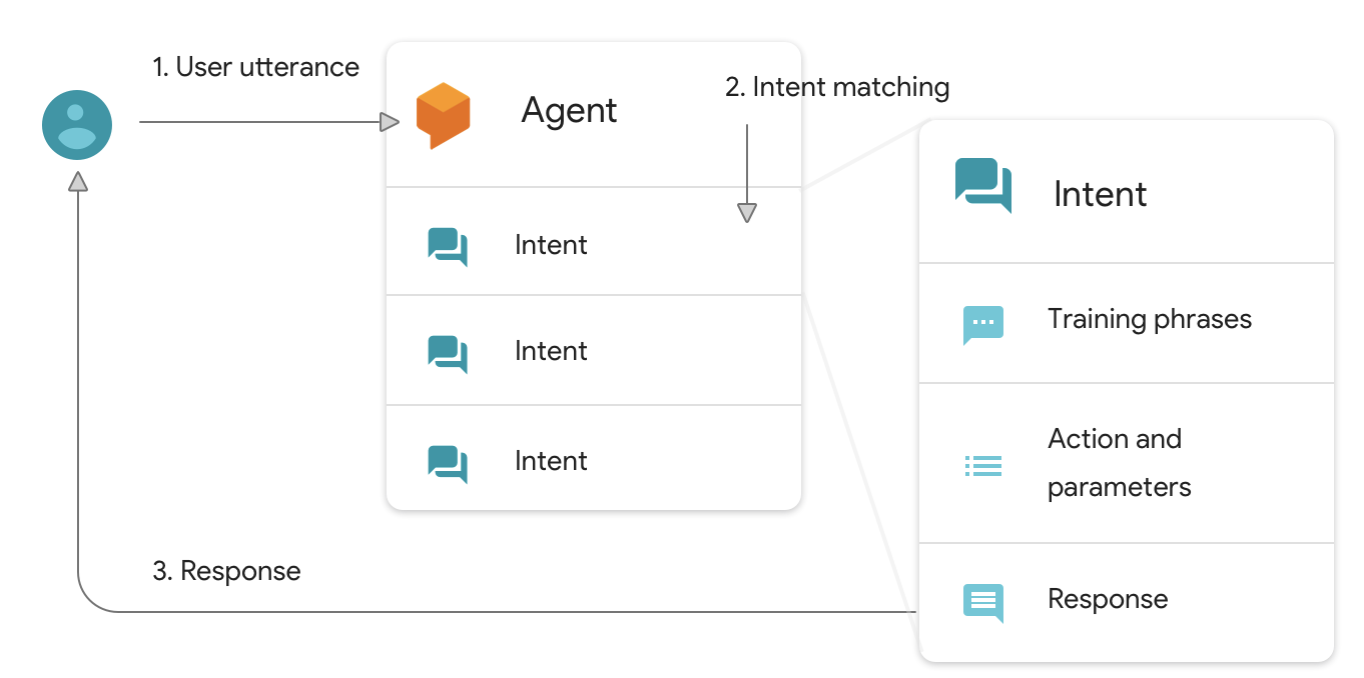 1. User utterance
Agent
2. Intent matching
Intent
Intent
Intent
Intent
Training phrases
Action and
parameters
Response
3. Response